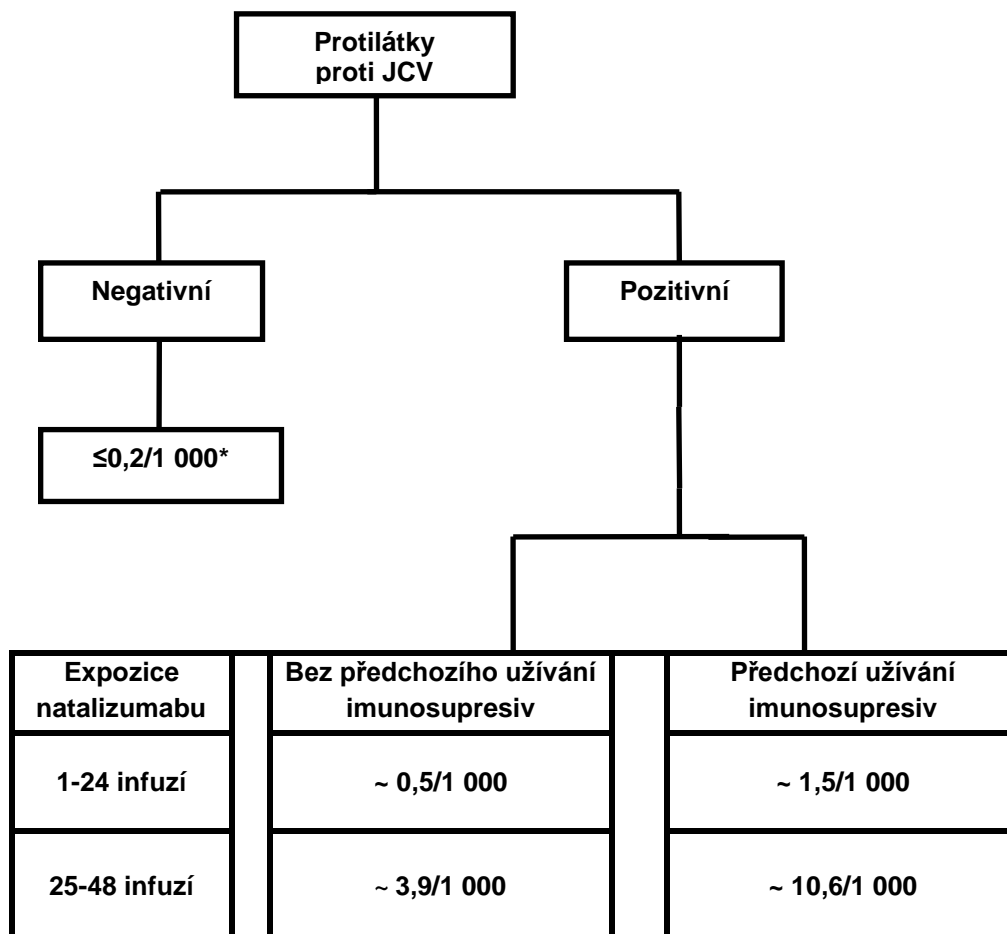 Protilátky
proti JCV
Negativní
Pozitivní
≤0,2/1 000*
Expozice
natalizumabu
Bez předchozího užívání
imunosupresiv
Předchozí užívání
imunosupresiv
1-24 infuzí
~ 0,5/1 000
~ 1,5/1 000
25-48 infuzí
~ 3,9/1 000
~ 10,6/1 000